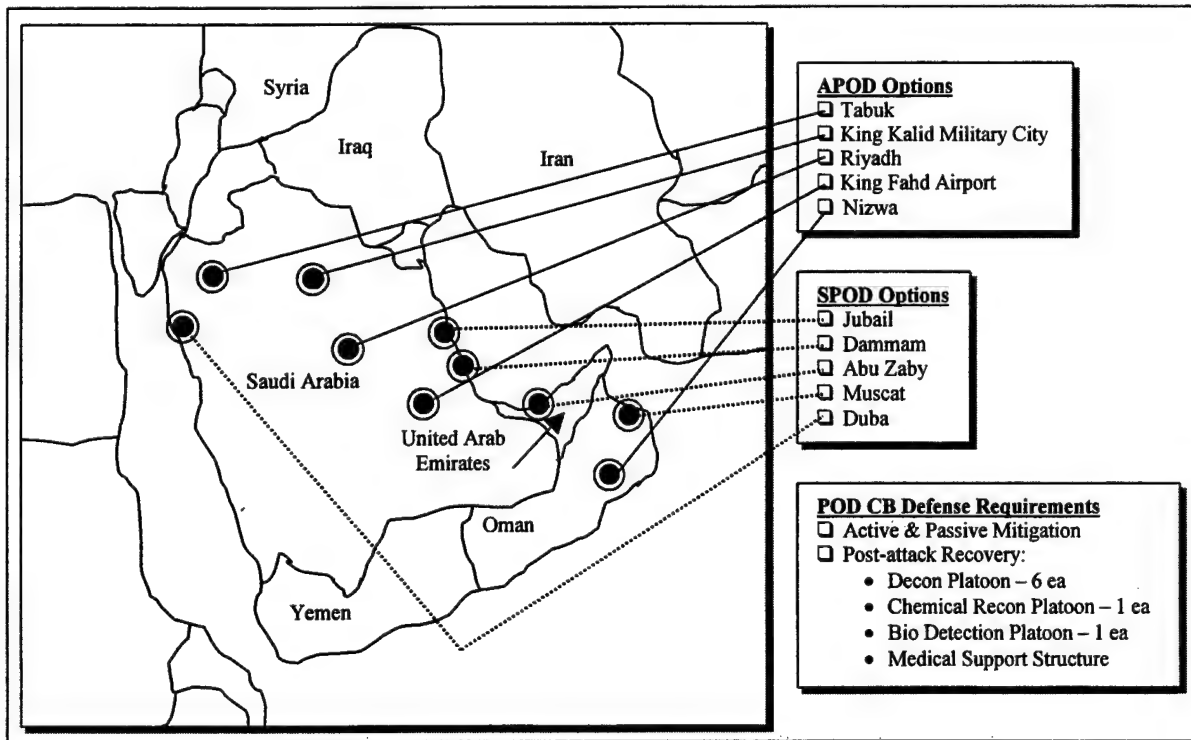 Syria
Iraq
Iran
Saudi Arabia
United Arab
Emirates
Oman
Yemen
APOD Options
❑ Tabuk
❑ King Kalid Military City
❑ Riyadh
❑ King Fahd Airport
❑ Nizwa
SPOD Options
❑ Jubail
❑ Dammam
❑ Abu Zaby
❑ Muscat
❑ Duba
POD CB Defense Requirements
❑ Active & Passive Mitigation
❑ Post-attack Recovery:
• Decon Platoon – 6 ea
• Chemical Recon Platoon – 1 ea
• Bio Detection Platoon – 1 ea
• Medical Support Structure